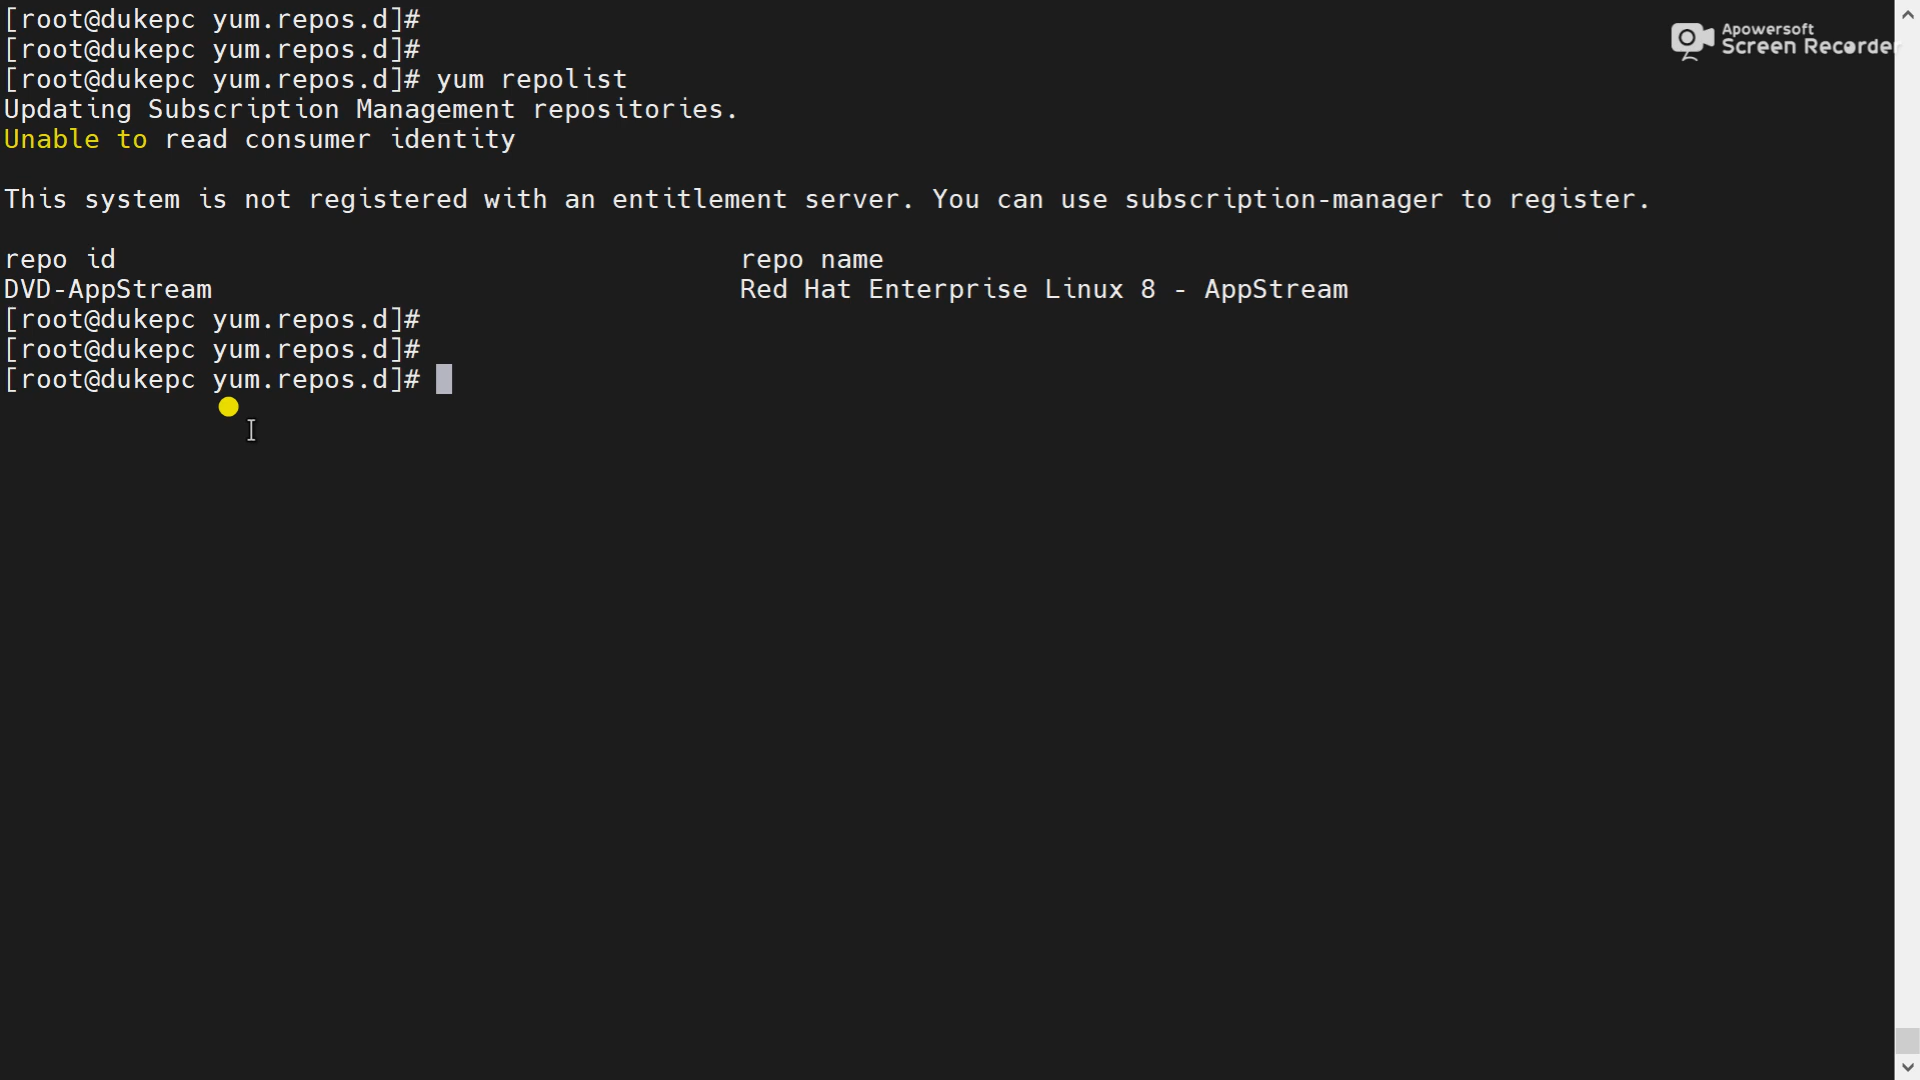 [root@dukepc yum.repos.d]#
[root@dukepc yum.repos.d]#
[root@dukepc yum.repos.d]# yum repolist
Updating Subscription Management repositories.
Unable to read consumer identity
This system is not registered with an entitlement server. You can use subscription-manager to register.
repo id repo name
DVD-AppStream Red Hat Enterprise Linux 8 - AppStream
[root@dukepc yum.repos.d]#
[root@dukepc yum.repos.d]#
[root@dukepc yum.repos.d]#
Apowersoft
Screen Recorder